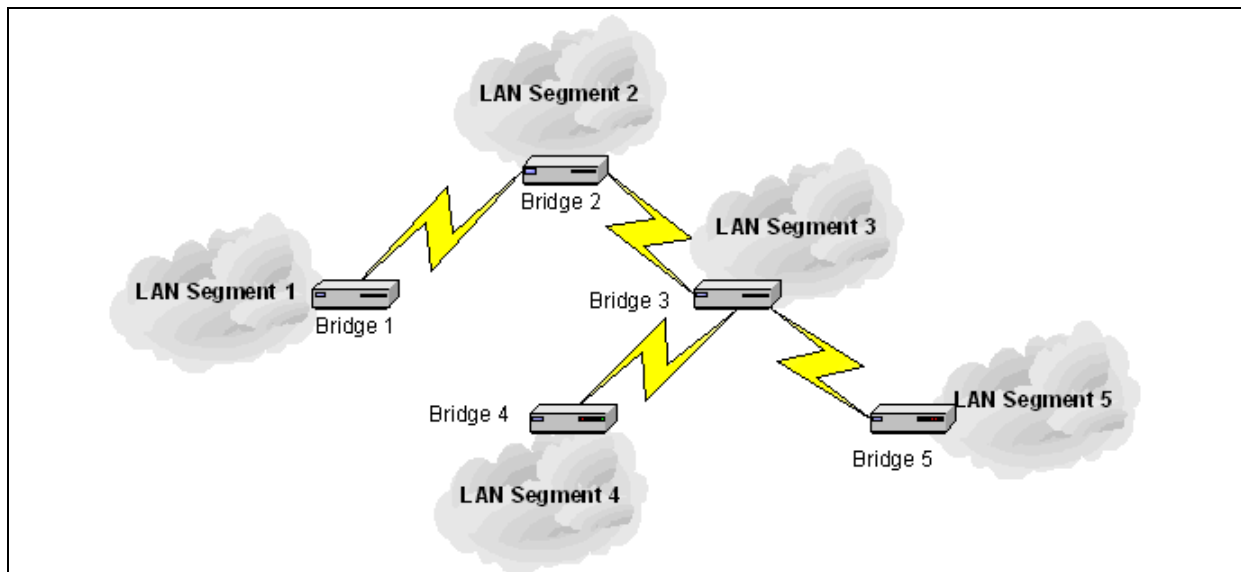 LAN Segment 2
Bridge 2
LAN Segment 3
LAN Segment 1
Bridge 3
Bridge 1
Bridge 4
LAN Segment 5
Bridge 5
LAN Segment 4